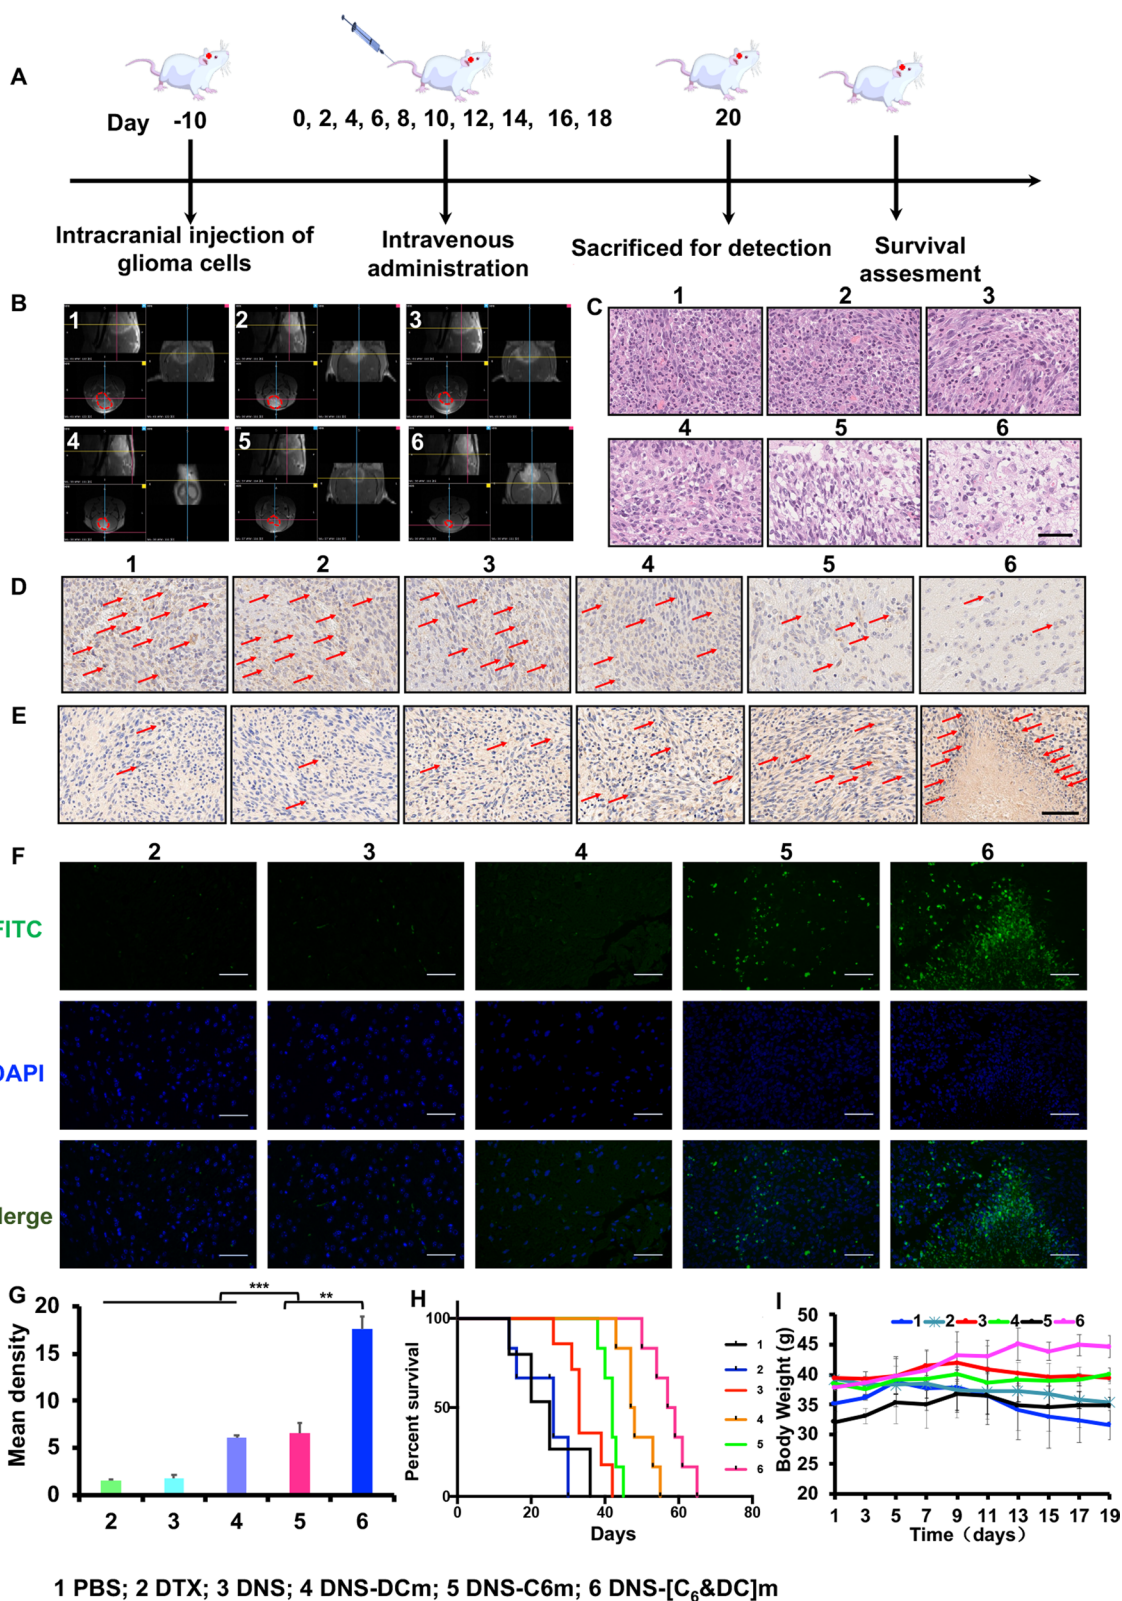 A
Day -10
0, 2, 4, 6, 8, 10, 12, 14, 16, 18
20
Intracranial injection of
glioma cells
Intravenous
administration
Sacrificed for detection
Survival
assesment
B
1 2 3
4 5 6
C
1 2 3
4 5 6
D
1 2 3 4 5 6
E
F
2 3 4 5 6
FITC
DAPI
Merge
G
Mean density
20
15
10
5
0
2 3 4 5 6
***
**
H
Percent survival
100
50
0
0 20 40 60 80
Days
1
2
3
4
5
6
I
Body Weight (g)
50
45
40
35
30
25
20
1 2 3 4 5 6
1 3 5 7 9 11 13 15 17 19
Time（days）
1 PBS; 2 DTX; 3 DNS; 4 DNS-DCm; 5 DNS-C6m; 6 DNS-[C₆&DC]m